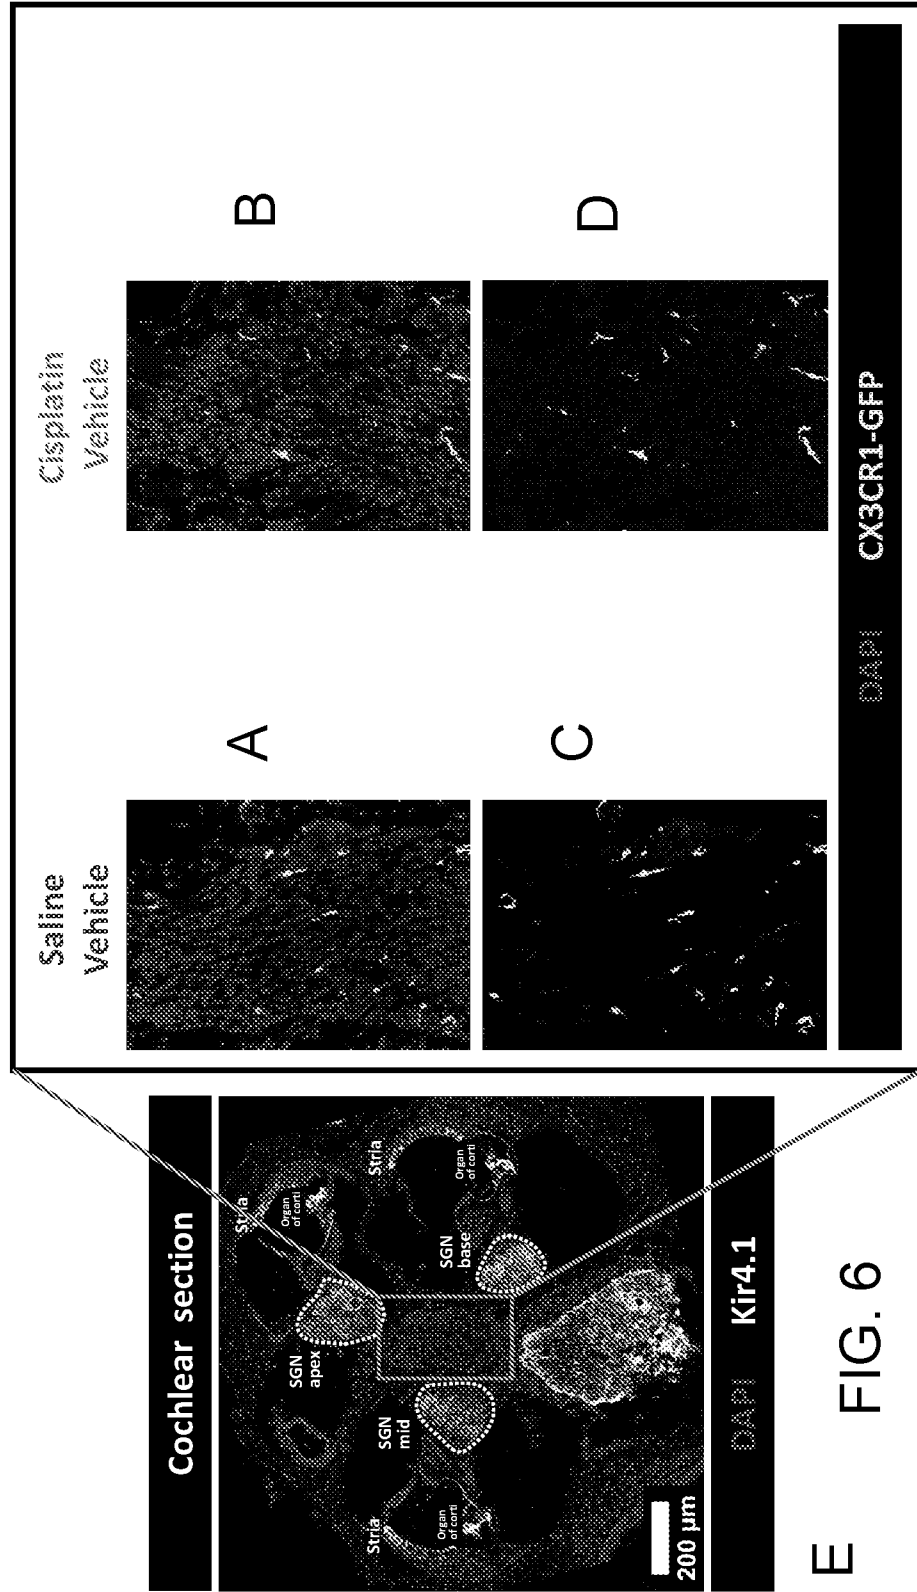 Cochlear section
Stria
Organ
of corti
SGN
apex
Stria
Organ
of corti
SGN
mid
SGN
base
Stria
Organ
of corti
200 μm
DAPI
Kir4.1
E
FIG. 6
Saline
Vehicle
Cisplatin
Vehicle
A
B
C
D
DAPI
CX3CR1-GFP